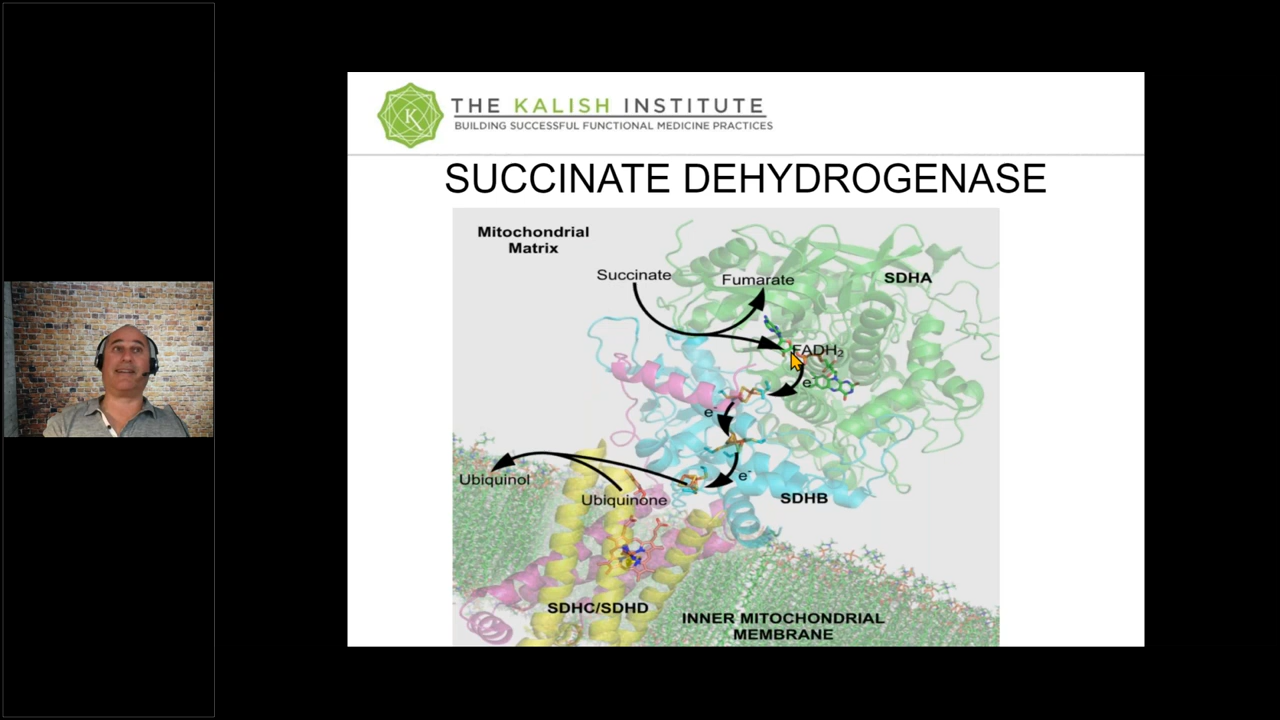 K
THE KALISH INSTITUTE
BUILDING SUCCESSFUL FUNCTIONAL MEDICINE PRACTICES
SUCCINATE DEHYDROGENASE
Mitochondrial
Matrix
Succinate
Fumarate
SDHA
FADH₂
e⁻
e⁻
e⁻
Ubiquinol
Ubiquinone
SDHB
SDHC/SDHD
INNER MITOCHONDRIAL
MEMBRANE